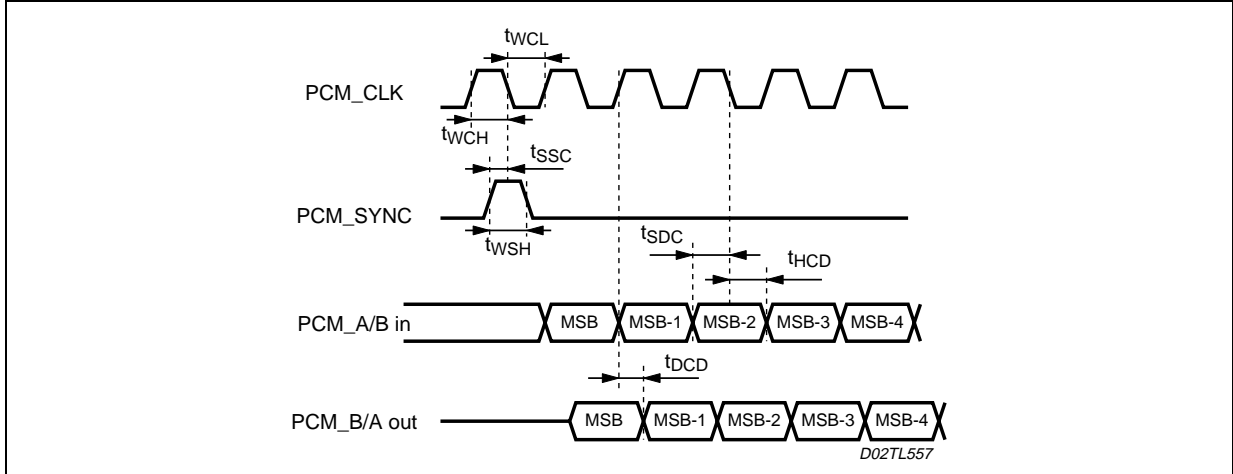 tWCL
PCM_CLK
tWCH
tSSC
PCM_SYNC
tWSH
tSDC
tHCD
PCM_A/B in
MSB MSB-1 MSB-2 MSB-3 MSB-4
tDCD
PCM_B/A out
MSB MSB-1 MSB-2 MSB-3 MSB-4
D02TL557